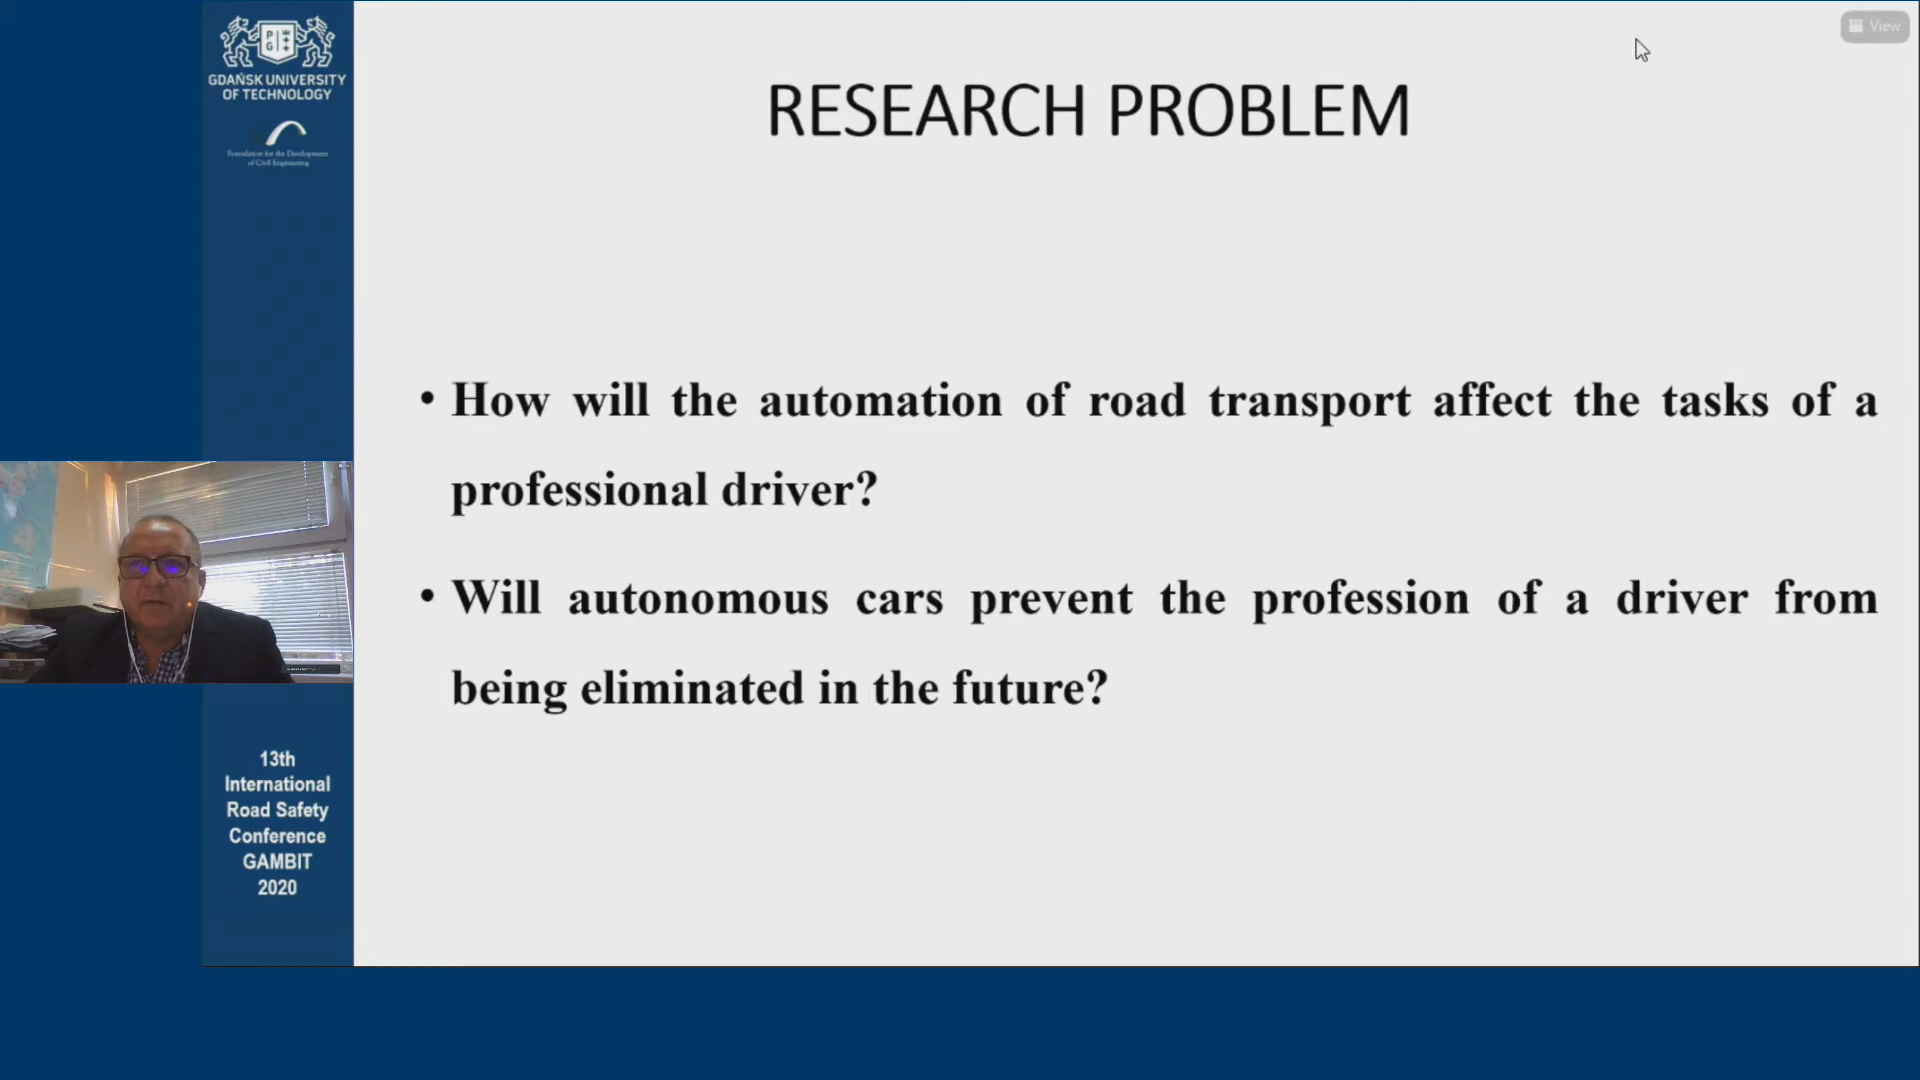 P G
GDAŃSK UNIVERSITY
OF TECHNOLOGY
Foundation for the Development
of Civil Engineering
View
RESEARCH PROBLEM
• How will the automation of road transport affect the tasks of a
professional driver?
• Will autonomous cars prevent the profession of a driver from
being eliminated in the future?
13th
International
Road Safety
Conference
GAMBIT
2020